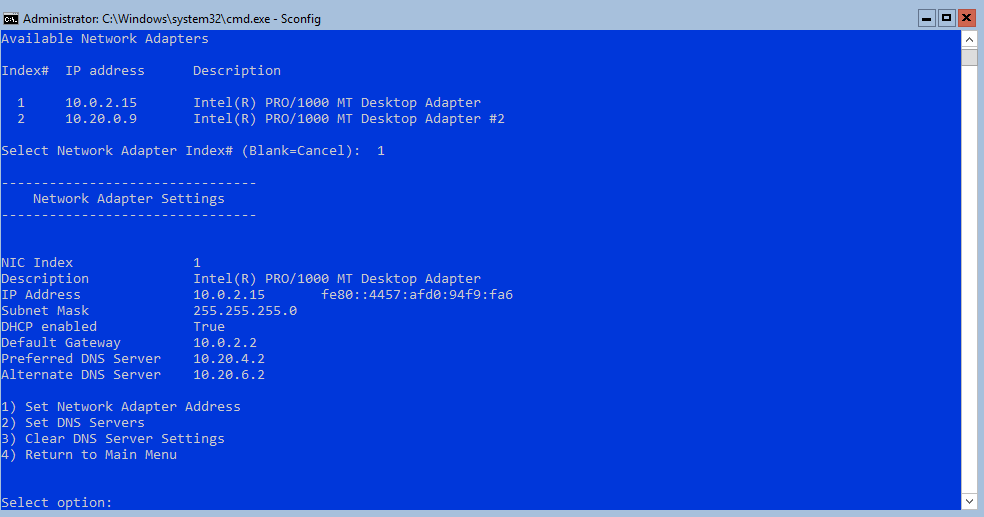 Administrator: C:\Windows\system32\cmd.exe - Sconfig
Available Network Adapters
Index#  IP address      Description
  1     10.0.2.15       Intel(R) PRO/1000 MT Desktop Adapter
  2     10.20.0.9       Intel(R) PRO/1000 MT Desktop Adapter #2
Select Network Adapter Index# (Blank=Cancel):  1
--------------------------------
    Network Adapter Settings
--------------------------------
NIC Index               1
Description             Intel(R) PRO/1000 MT Desktop Adapter
IP Address              10.0.2.15       fe80::4457:afd0:94f9:fa6
Subnet Mask             255.255.255.0
DHCP enabled            True
Default Gateway         10.0.2.2
Preferred DNS Server    10.20.4.2
Alternate DNS Server    10.20.6.2
1) Set Network Adapter Address
2) Set DNS Servers
3) Clear DNS Server Settings
4) Return to Main Menu
Select option: